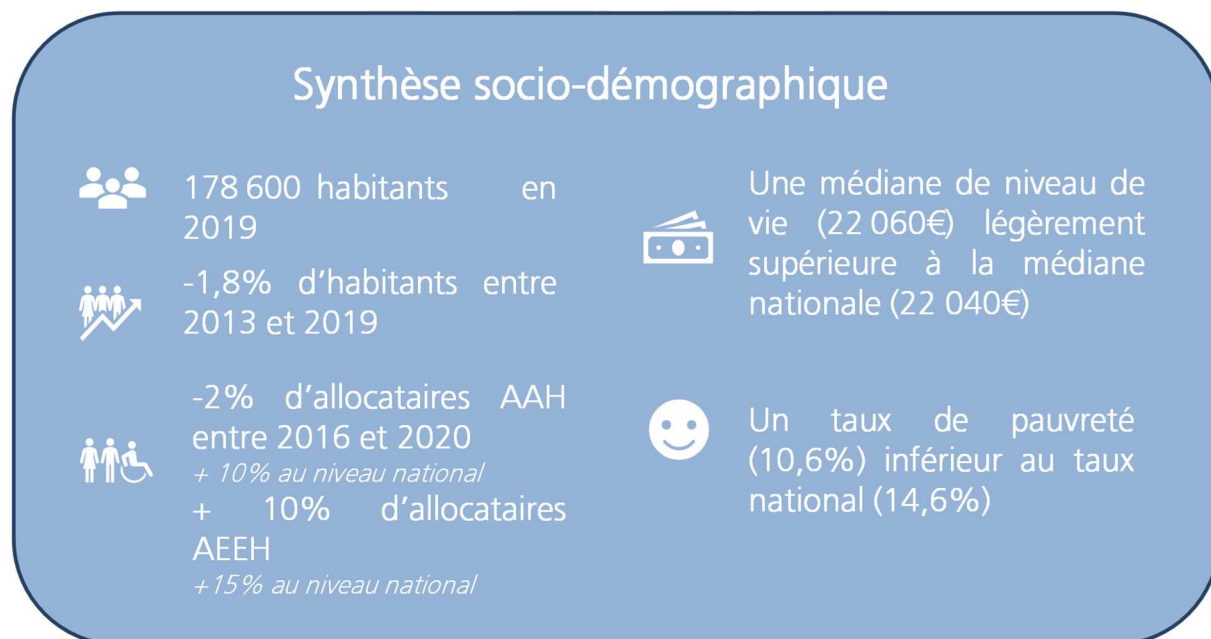 Synthèse socio-démographique
178 600 habitants en
2019
-1,8% d'habitants entre
2013 et 2019
-2% d'allocataires AAH
entre 2016 et 2020
+ 10% au niveau national
+ 10% d'allocataires
AEEH
+15% au niveau national
Une médiane de niveau de
vie (22 060€) légèrement
supérieure à la médiane
nationale (22 040€)
Un taux de pauvreté
(10,6%) inférieur au taux
national (14,6%)